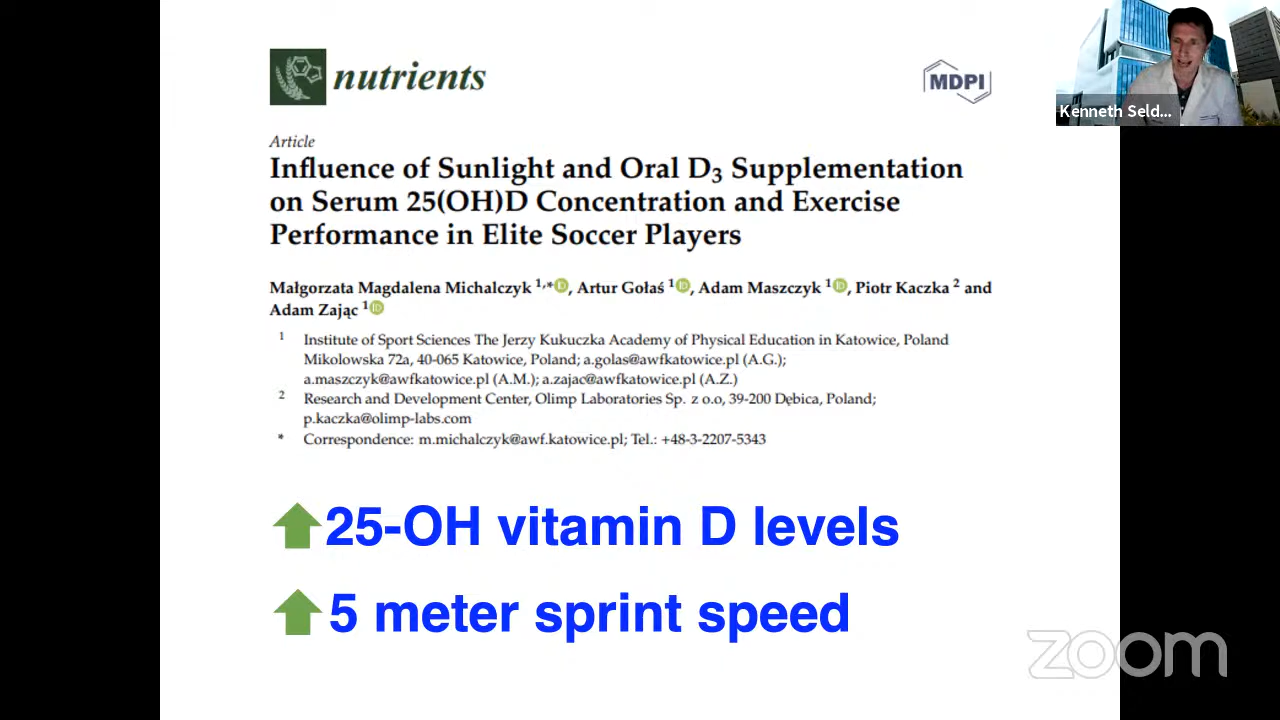 nutrients
MDPI
Kenneth Seld...
Article
Influence of Sunlight and Oral D3 Supplementation
on Serum 25(OH)D Concentration and Exercise
Performance in Elite Soccer Players
Małgorzata Magdalena Michalczyk 1,* iD, Artur Gołaś 1 iD, Adam Maszczyk 1 iD, Piotr Kaczka 2 and
Adam Zając 1 iD
1 Institute of Sport Sciences The Jerzy Kukuczka Academy of Physical Education in Katowice, Poland
Mikolowska 72a, 40-065 Katowice, Poland; a.golas@awfkatowice.pl (A.G.);
a.maszczyk@awfkatowice.pl (A.M.); a.zajac@awfkatowice.pl (A.Z.)
2 Research and Development Center, Olimp Laboratories Sp. z o.o, 39-200 Dębica, Poland;
p.kaczka@olimp-labs.com
* Correspondence: m.michalczyk@awf.katowice.pl; Tel.: +48-3-2207-5343
25-OH vitamin D levels
5 meter sprint speed
zoom